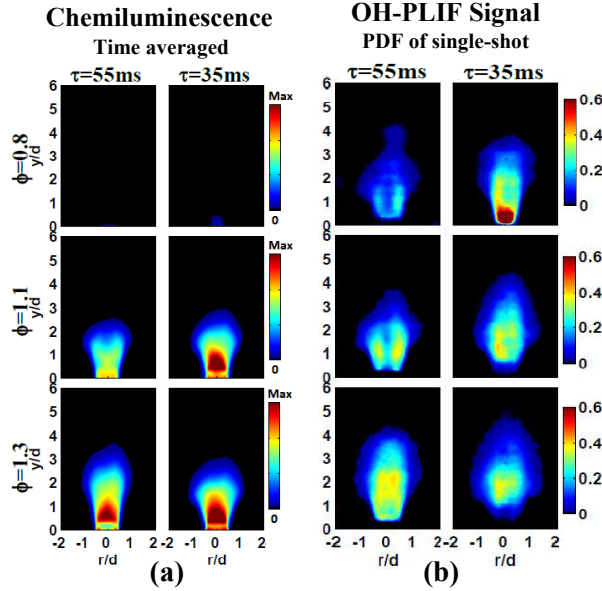 Chemiluminescence
OH-PLIF Signal
Time averaged
PDF of single-shot
τ=55ms
τ=35ms
τ=55ms
τ=35ms
ϕ=0.8
y/d
6
5
4
3
2
1
0
Max
0
6
5
4
3
2
1
0
0.6
0.4
0.2
0
ϕ=1.1
y/d
6
5
4
3
2
1
0
Max
0
6
5
4
3
2
1
0
0.6
0.4
0.2
0
ϕ=1.3
y/d
6
5
4
3
2
1
0
Max
0
6
5
4
3
2
1
0
0.6
0.4
0.2
0
-2 -1 0 1 2
-1 0 1 2
-2 -1 0 1 2
-1 0 1 2
r/d
r/d
r/d
r/d
(a)
(b)